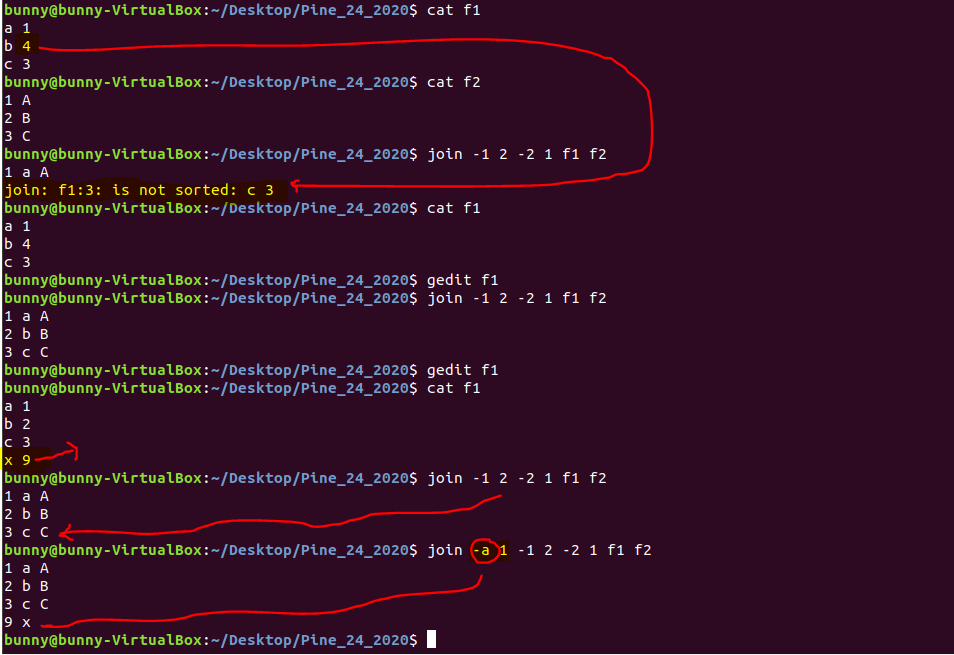 bunny@bunny-VirtualBox:~/Desktop/Pine_24_2020$ cat f1
a 1
b 4
c 3
bunny@bunny-VirtualBox:~/Desktop/Pine_24_2020$ cat f2
1 A
2 B
3 C
bunny@bunny-VirtualBox:~/Desktop/Pine_24_2020$ join -1 2 -2 1 f1 f2
1 a A
join: f1:3: is not sorted: c 3
bunny@bunny-VirtualBox:~/Desktop/Pine_24_2020$ cat f1
a 1
b 4
c 3
bunny@bunny-VirtualBox:~/Desktop/Pine_24_2020$ gedit f1
bunny@bunny-VirtualBox:~/Desktop/Pine_24_2020$ join -1 2 -2 1 f1 f2
1 a A
2 b B
3 c C
bunny@bunny-VirtualBox:~/Desktop/Pine_24_2020$ gedit f1
bunny@bunny-VirtualBox:~/Desktop/Pine_24_2020$ cat f1
a 1
b 2
c 3
x 9
bunny@bunny-VirtualBox:~/Desktop/Pine_24_2020$ join -1 2 -2 1 f1 f2
1 a A
2 b B
3 c C
bunny@bunny-VirtualBox:~/Desktop/Pine_24_2020$ join -a 1 -1 2 -2 1 f1 f2
1 a A
2 b B
3 c C
9 x
bunny@bunny-VirtualBox:~/Desktop/Pine_24_2020$